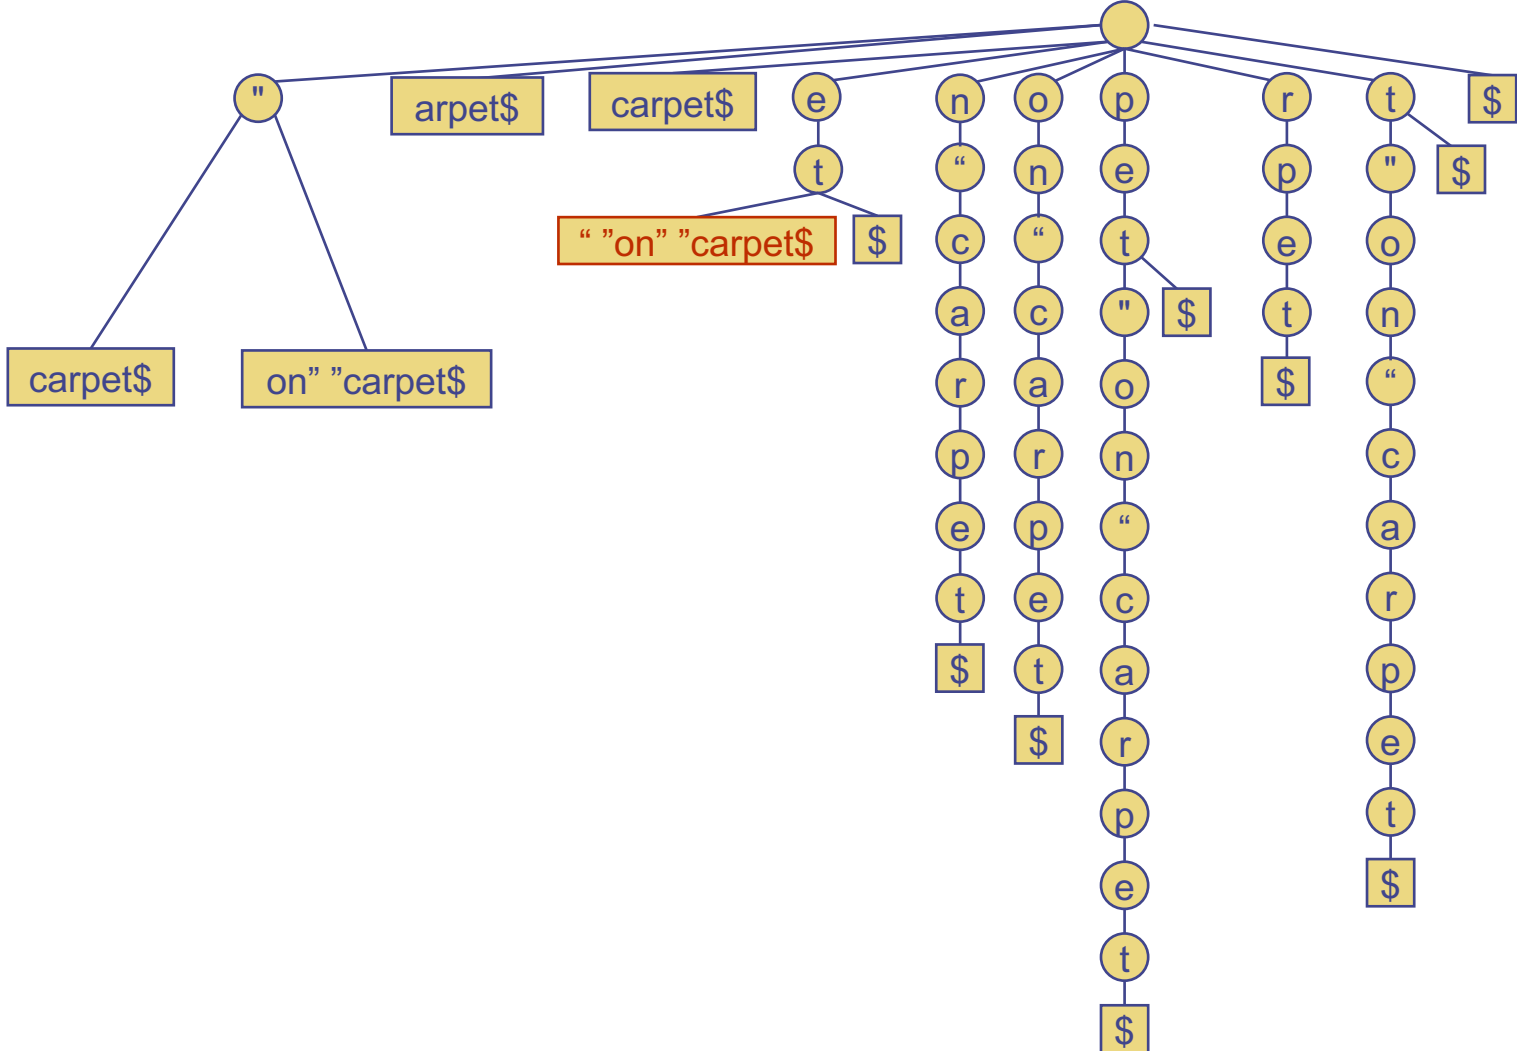 "
arpet$
carpet$
e
n
o
p
r
t
$
t
“
n
e
p
"
$
“ ”on” ”carpet$
$
c
“
t
e
o
a
c
"
$
t
n
carpet$
on” ”carpet$
r
a
o
$
“
p
r
n
c
e
p
“
a
t
e
c
r
$
t
a
p
$
r
e
p
t
e
$
t
$